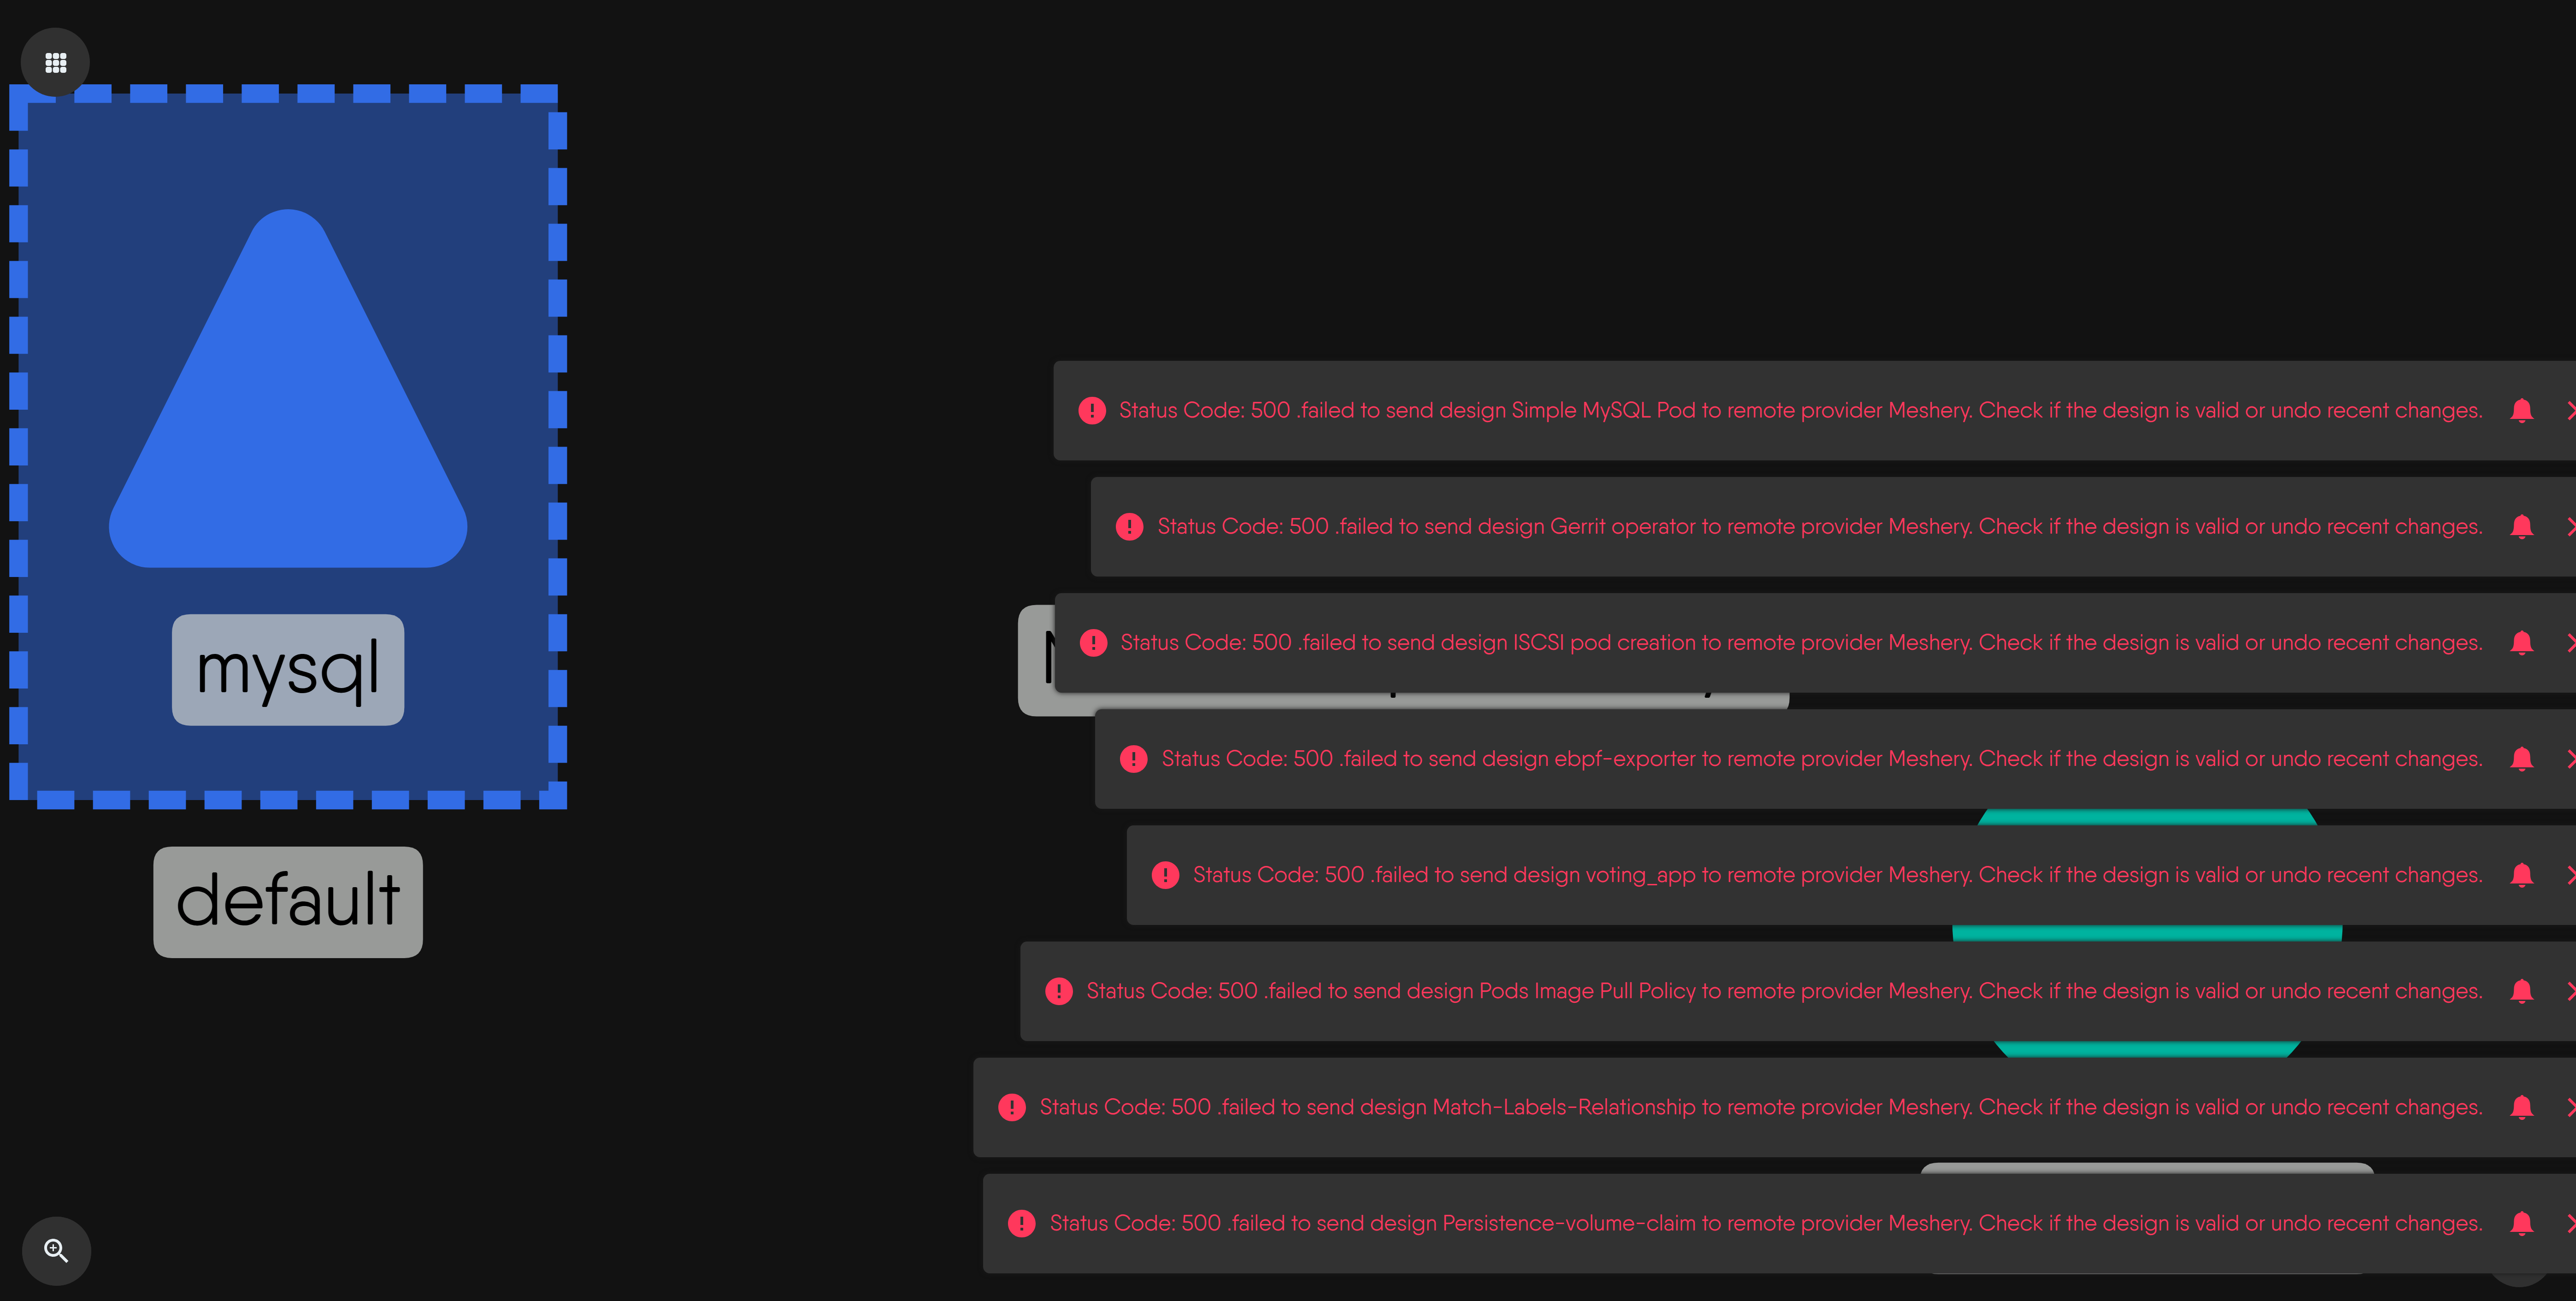 mysql
default
Status Code: 500 .failed to send design Simple MySQL Pod to remote provider Meshery. Check if the design is valid or undo recent changes.
Status Code: 500 .failed to send design Gerrit operator to remote provider Meshery. Check if the design is valid or undo recent changes.
Status Code: 500 .failed to send design ISCSI pod creation to remote provider Meshery. Check if the design is valid or undo recent changes.
Status Code: 500 .failed to send design ebpf-exporter to remote provider Meshery. Check if the design is valid or undo recent changes.
Status Code: 500 .failed to send design voting_app to remote provider Meshery. Check if the design is valid or undo recent changes.
Status Code: 500 .failed to send design Pods Image Pull Policy to remote provider Meshery. Check if the design is valid or undo recent changes.
Status Code: 500 .failed to send design Match-Labels-Relationship to remote provider Meshery. Check if the design is valid or undo recent changes.
Status Code: 500 .failed to send design Persistence-volume-claim to remote provider Meshery. Check if the design is valid or undo recent changes.